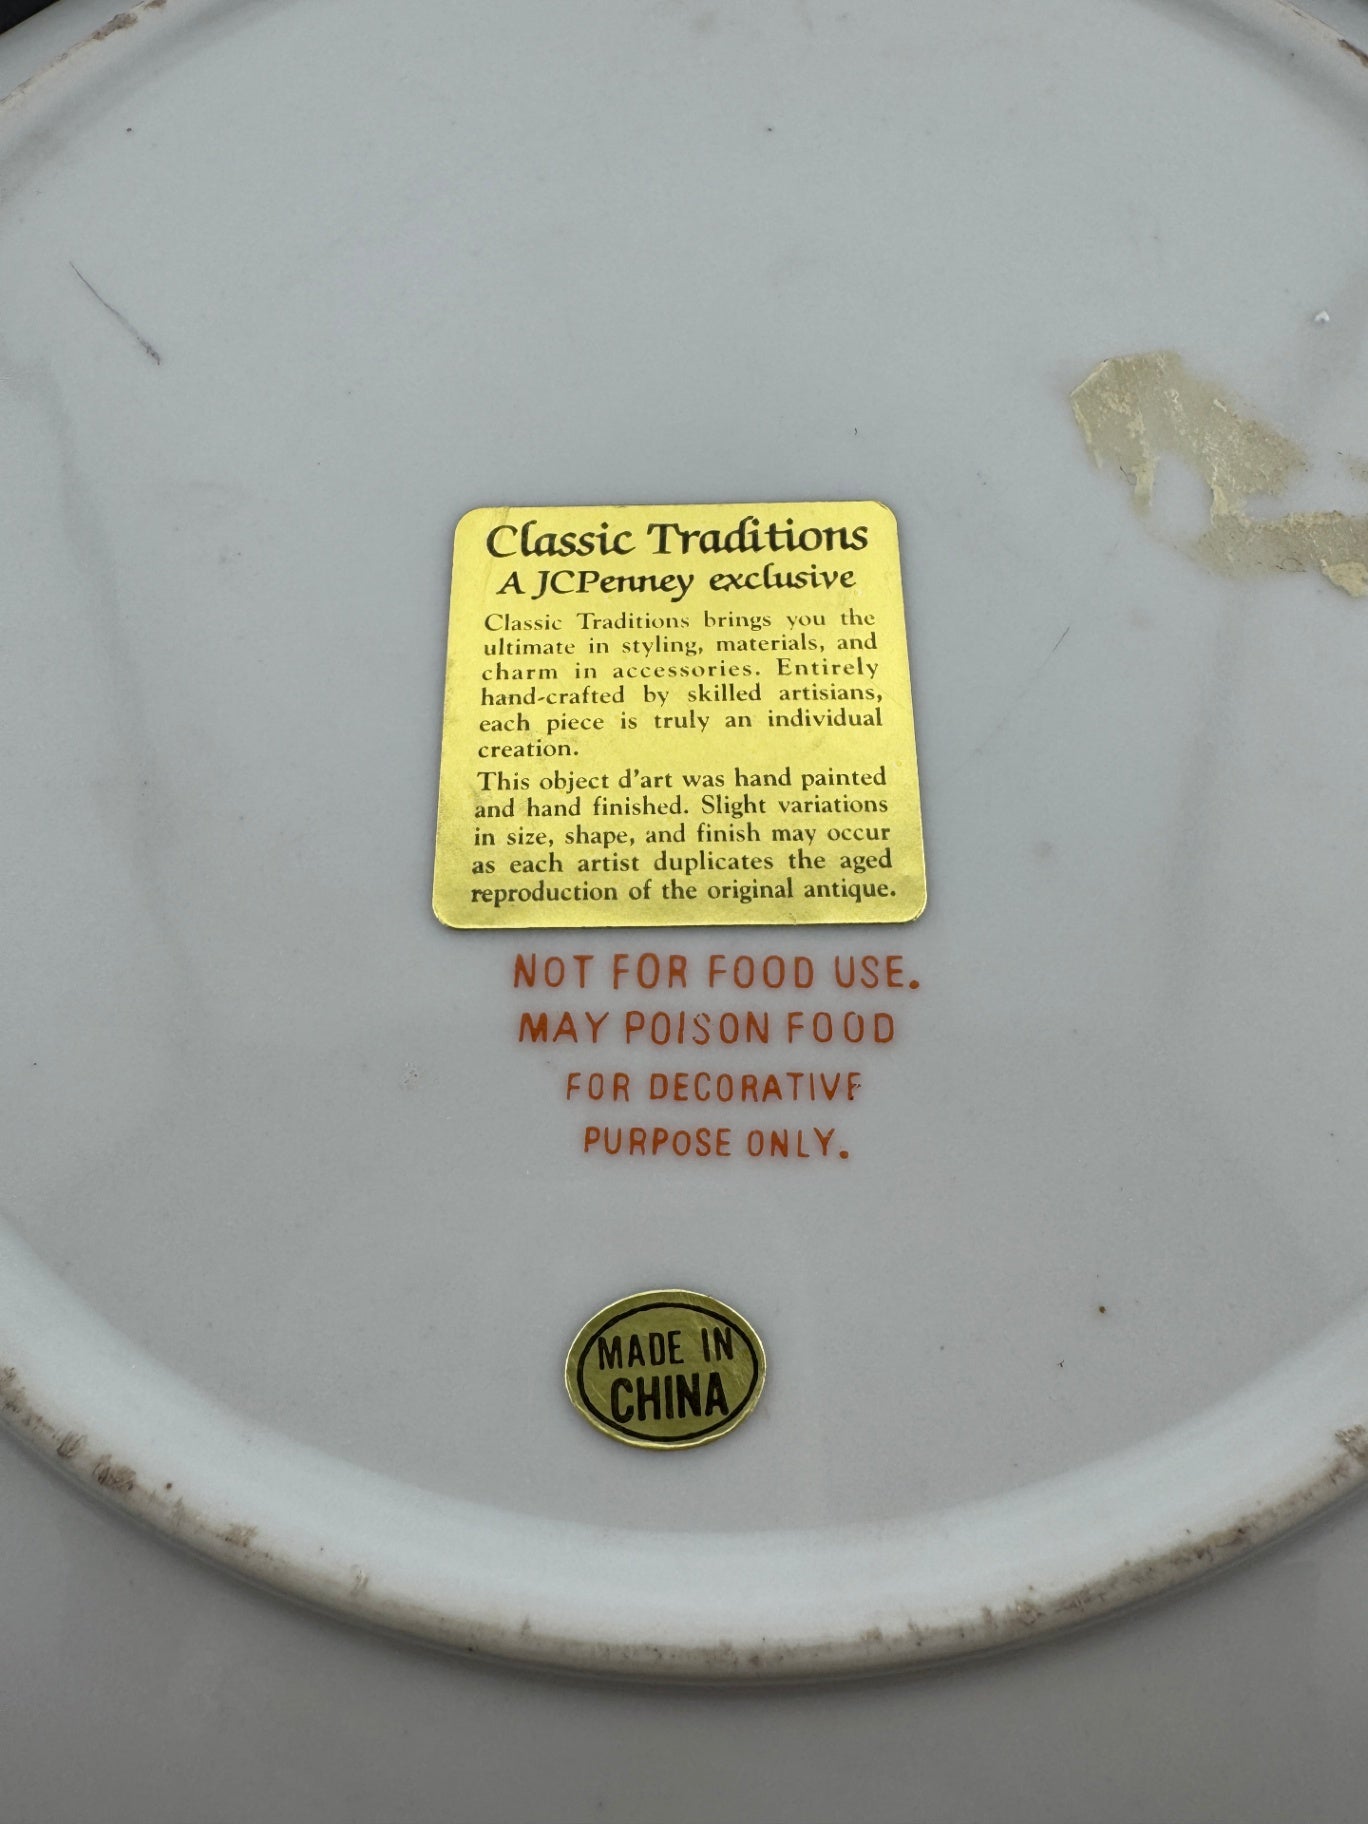 Classic Traditions
A JCPenney exclusive
Classic Traditions brings you the
ultimate in styling, materials, and
charm in accessories. Entirely
hand-crafted by skilled artisians,
each piece is truly an individual
creation.
This object d'art was hand painted
and hand finished. Slight variations
in size, shape, and finish may occur
as each artist duplicates the aged
reproduction of the original antique.
NOT FOR FOOD USE.
MAY POISON FOOD
FOR DECORATIVE
PURPOSE ONLY.
MADE IN
CHINA